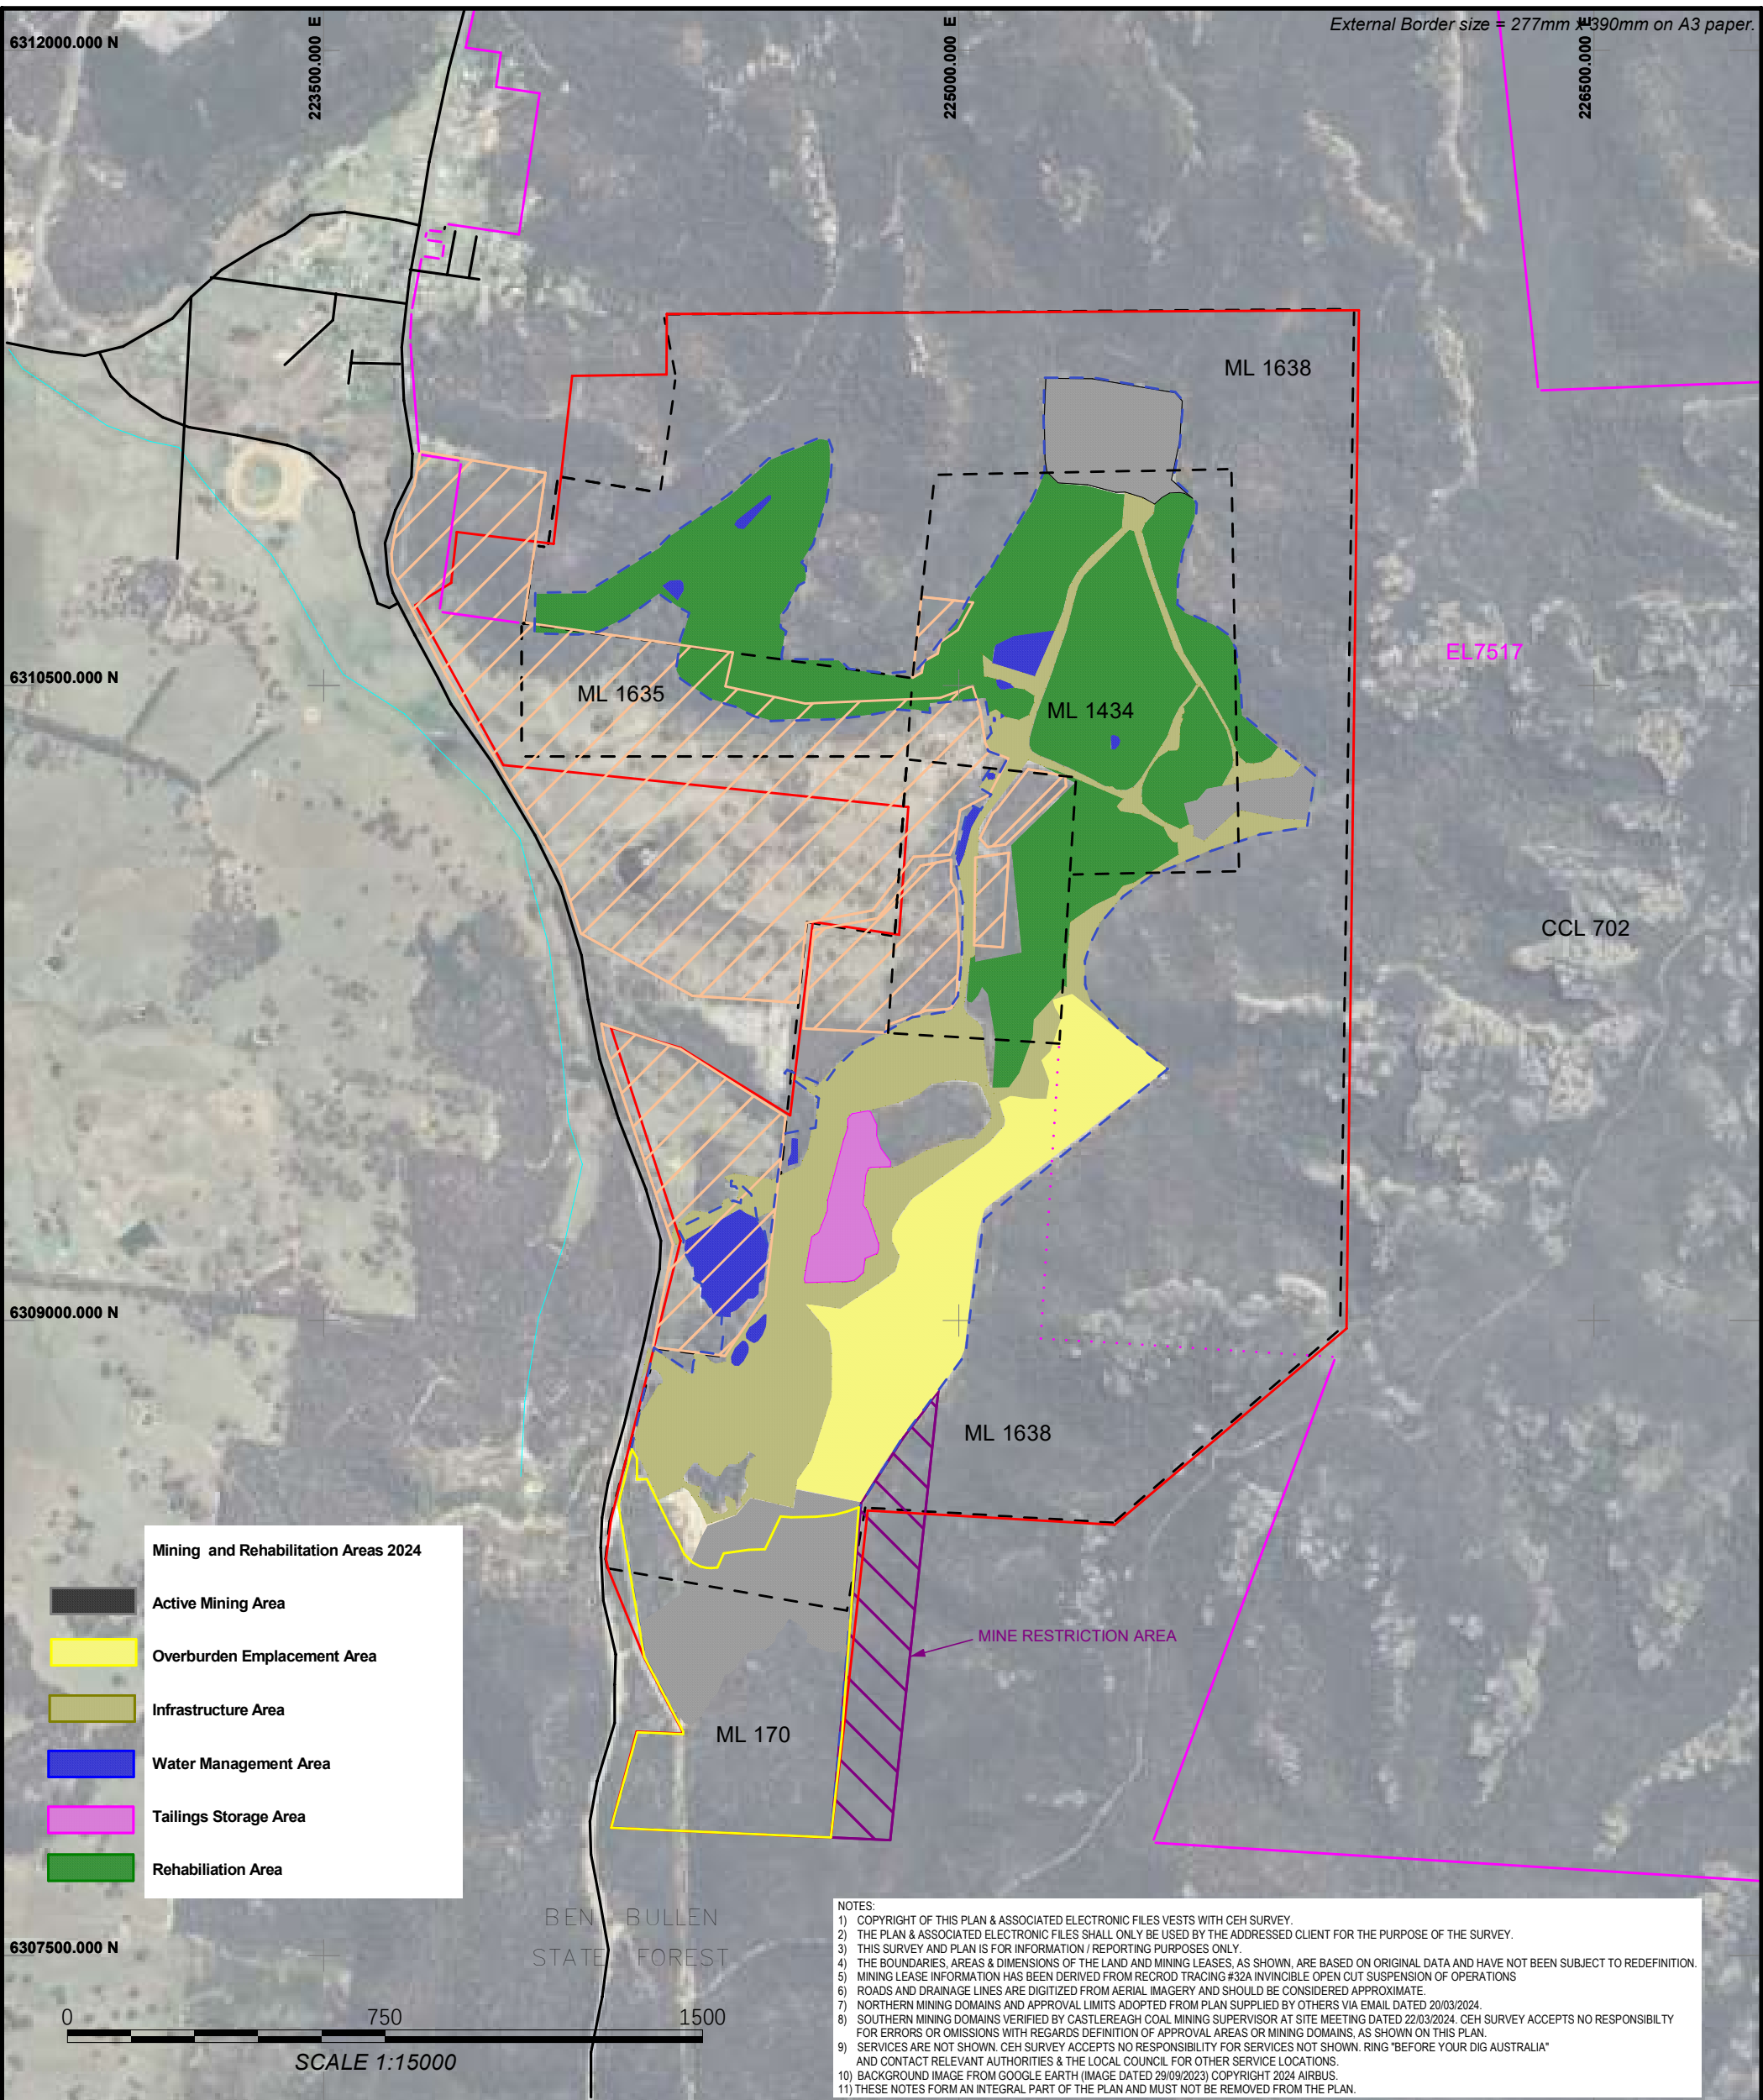 External Border size = 277mm x 390mm on A3 paper.
6312000.000 N
223500.000 E
225000.000 E
226500.000 E
ML 1638
EL7517
6310500.000 N
ML 1635
ML 1434
CCL 702
6309000.000 N
ML 1638
MINE RESTRICTION AREA
ML 170
Mining and Rehabilitation Areas 2024
Active Mining Area
Overburden Emplacement Area
Infrastructure Area
Water Management Area
Tailings Storage Area
Rehabiliation Area
BEN BULLEN
STATE FOREST
6307500.000 N
0 750 1500
SCALE 1:15000
NOTES:
1) COPYRIGHT OF THIS PLAN & ASSOCIATED ELECTRONIC FILES VESTS WITH CEH SURVEY.
2) THE PLAN & ASSOCIATED ELECTRONIC FILES SHALL ONLY BE USED BY THE ADDRESSED CLIENT FOR THE PURPOSE OF THE SURVEY.
3) THIS SURVEY AND PLAN IS FOR INFORMATION / REPORTING PURPOSES ONLY.
4) THE BOUNDARIES, AREAS & DIMENSIONS OF THE LAND AND MINING LEASES, AS SHOWN, ARE BASED ON ORIGINAL DATA AND HAVE NOT BEEN SUBJECT TO REDEFINITION.
5) MINING LEASE INFORMATION HAS BEEN DERIVED FROM RECROD TRACING #32A INVINCIBLE OPEN CUT SUSPENSION OF OPERATIONS
6) ROADS AND DRAINAGE LINES ARE DIGITIZED FROM AERIAL IMAGERY AND SHOULD BE CONSIDERED APPROXIMATE.
7) NORTHERN MINING DOMAINS AND APPROVAL LIMITS ADOPTED FROM PLAN SUPPLIED BY OTHERS VIA EMAIL DATED 20/03/2024.
8) SOUTHERN MINING DOMAINS VERIFIED BY CASTLEREAGH COAL MINING SUPERVISOR AT SITE MEETING DATED 22/03/2024. CEH SURVEY ACCEPTS NO RESPONSIBILTY
FOR ERRORS OR OMISSIONS WITH REGARDS DEFINITION OF APPROVAL AREAS OR MINING DOMAINS, AS SHOWN ON THIS PLAN.
9) SERVICES ARE NOT SHOWN. CEH SURVEY ACCEPTS NO RESPONSIBILITY FOR SERVICES NOT SHOWN. RING "BEFORE YOUR DIG AUSTRALIA"
AND CONTACT RELEVANT AUTHORITIES & THE LOCAL COUNCIL FOR OTHER SERVICE LOCATIONS.
10) BACKGROUND IMAGE FROM GOOGLE EARTH (IMAGE DATED 29/09/2023) COPYRIGHT 2024 AIRBUS.
11) THESE NOTES FORM AN INTEGRAL PART OF THE PLAN AND MUST NOT BE REMOVED FROM THE PLAN.